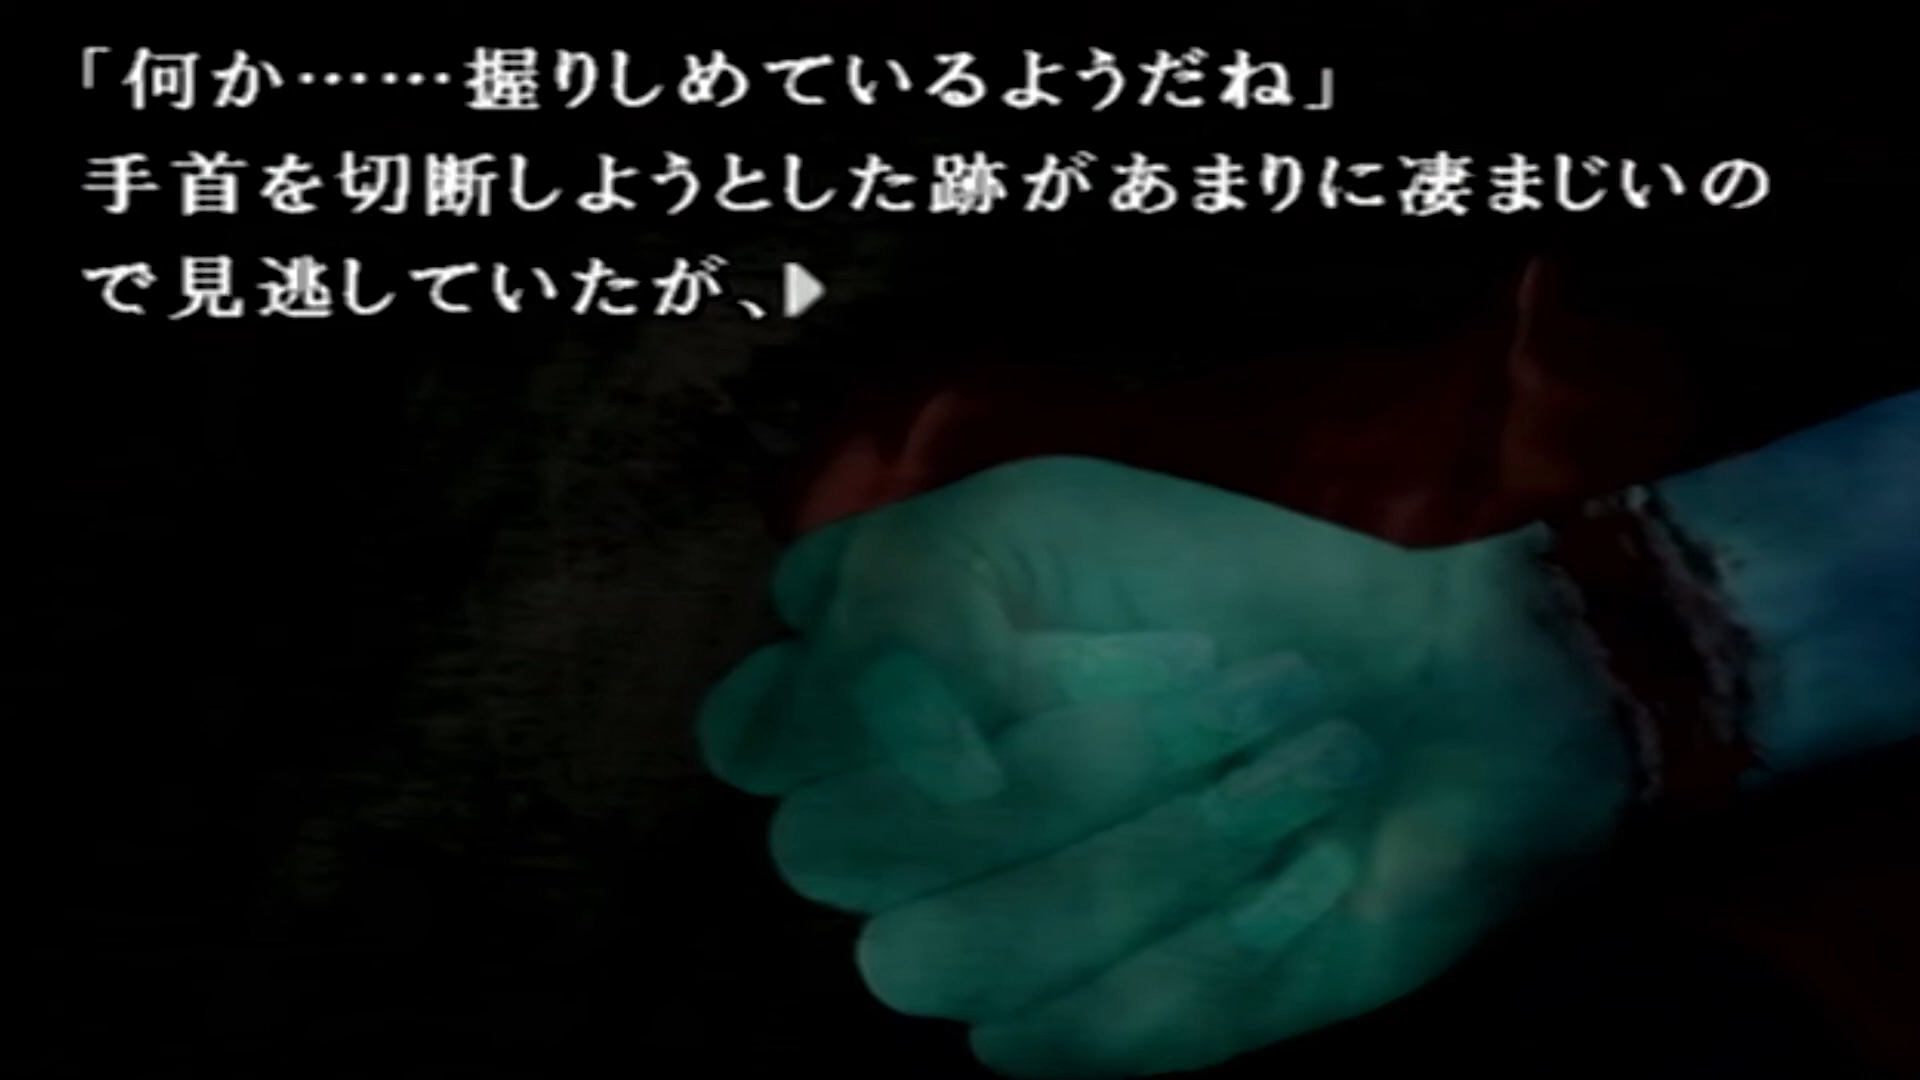 「何か……握りしめているようだね」
手首を切断しようとした跡があまりに凄まじいの
で見逃していたが、